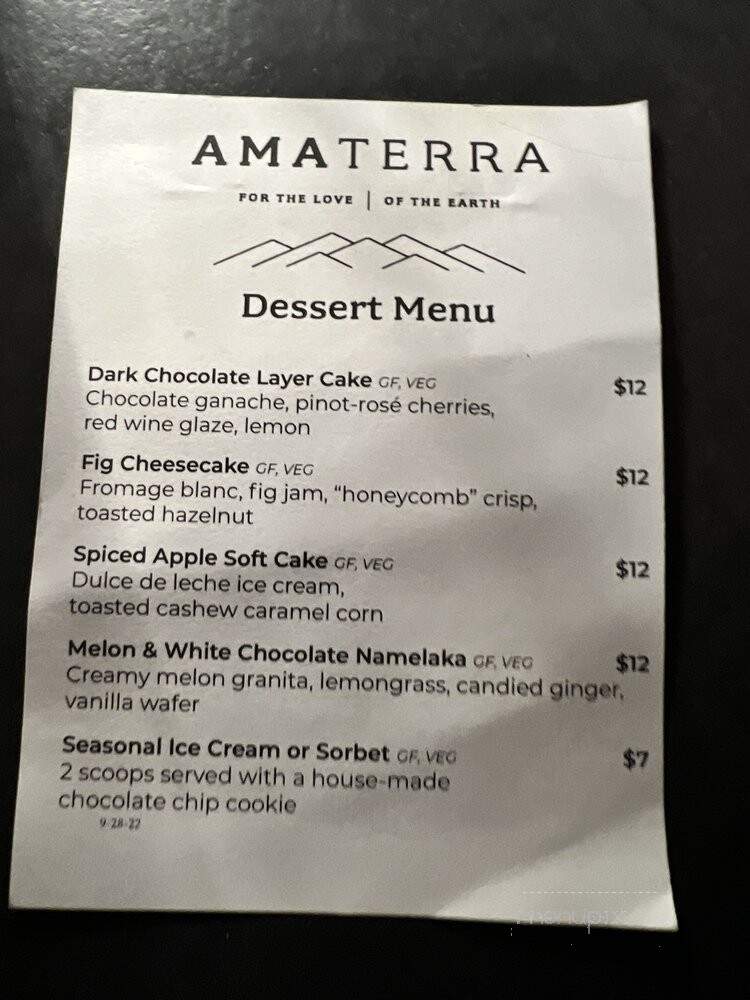 AMATERRA
FOR THE LOVE | OF THE EARTH
Dessert Menu
Dark Chocolate Layer Cake GF, VEG $12
Chocolate ganache, pinot-rosé cherries,
red wine glaze, lemon
Fig Cheesecake GF, VEG $12
Fromage blanc, fig jam, “honeycomb” crisp,
toasted hazelnut
Spiced Apple Soft Cake GF, VEG $12
Dulce de leche ice cream,
toasted cashew caramel corn
Melon & White Chocolate Namelaka GF, VEG $12
Creamy melon granita, lemongrass, candied ginger,
vanilla wafer
Seasonal Ice Cream or Sorbet GF, VEG $7
2 scoops served with a house-made
chocolate chip cookie
9-28-22
menupix